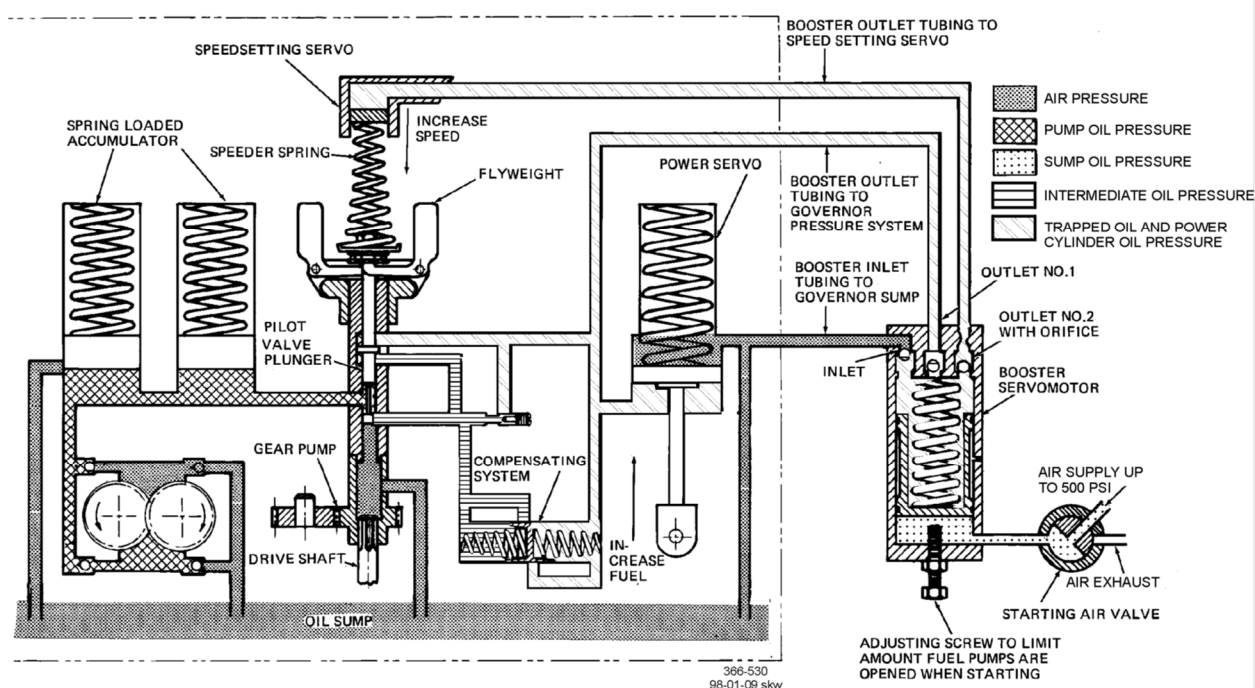 BOOSTER OUTLET TUBING TO
SPEED SETTING SERVO
SPEEDSETTING SERVO
AIR PRESSURE
PUMP OIL PRESSURE
SUMP OIL PRESSURE
INTERMEDIATE OIL PRESSURE
TRAPPED OIL AND POWER
CYLINDER OIL PRESSURE
SPRING LOADED
ACCUMULATOR
INCREASE
SPEED
SPEEDER SPRING
FLYWEIGHT
POWER SERVO
BOOSTER OUTLET
TUBING TO
GOVERNOR
PRESSURE SYSTEM
BOOSTER INLET
TUBING TO
GOVERNOR SUMP
OUTLET NO.1
OUTLET NO.2
WITH ORIFICE
PILOT
VALVE
PLUNGER
INLET
BOOSTER
SERVOMOTOR
GEAR PUMP
COMPENSATING
SYSTEM
AIR SUPPLY UP
TO 500 PSI
DRIVE SHAFT
IN-
CREASE
FUEL
AIR EXHAUST
STARTING AIR VALVE
OIL SUMP
ADJUSTING SCREW TO LIMIT
AMOUNT FUEL PUMPS ARE
OPENED WHEN STARTING
366-530
98-01-09 skw